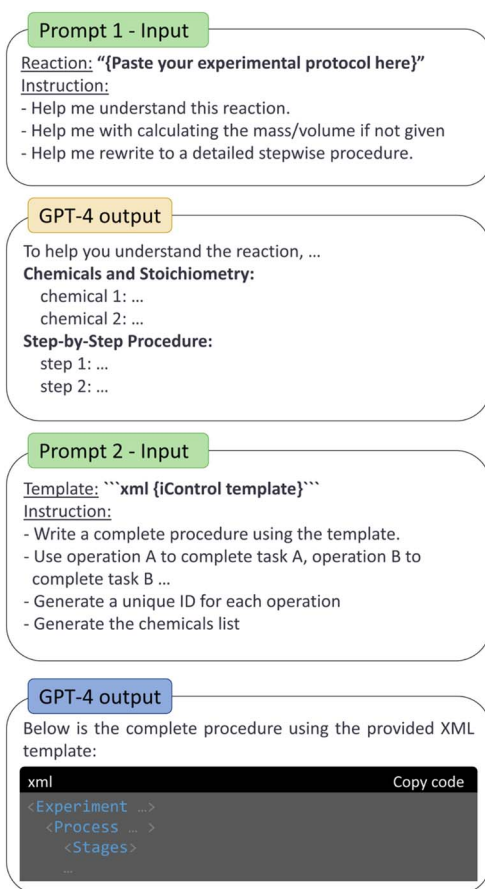 Prompt 1 - Input
Reaction: “{Paste your experimental protocol here}”
Instruction:
- Help me understand this reaction.
- Help me with calculating the mass/volume if not given
- Help me rewrite to a detailed stepwise procedure.
GPT-4 output
To help you understand the reaction, ...
Chemicals and Stoichiometry:
chemical 1: ...
chemical 2: ...
Step-by-Step Procedure:
step 1: ...
step 2: ...
Prompt 2 - Input
Template: ```xml {iControl template}```
Instruction:
- Write a complete procedure using the template.
- Use operation A to complete task A, operation B to
complete task B ...
- Generate a unique ID for each operation
- Generate the chemicals list
GPT-4 output
Below is the complete procedure using the provided XML
template:
xml Copy code
<Experiment ...>
<Process ... >
<Stages>
...